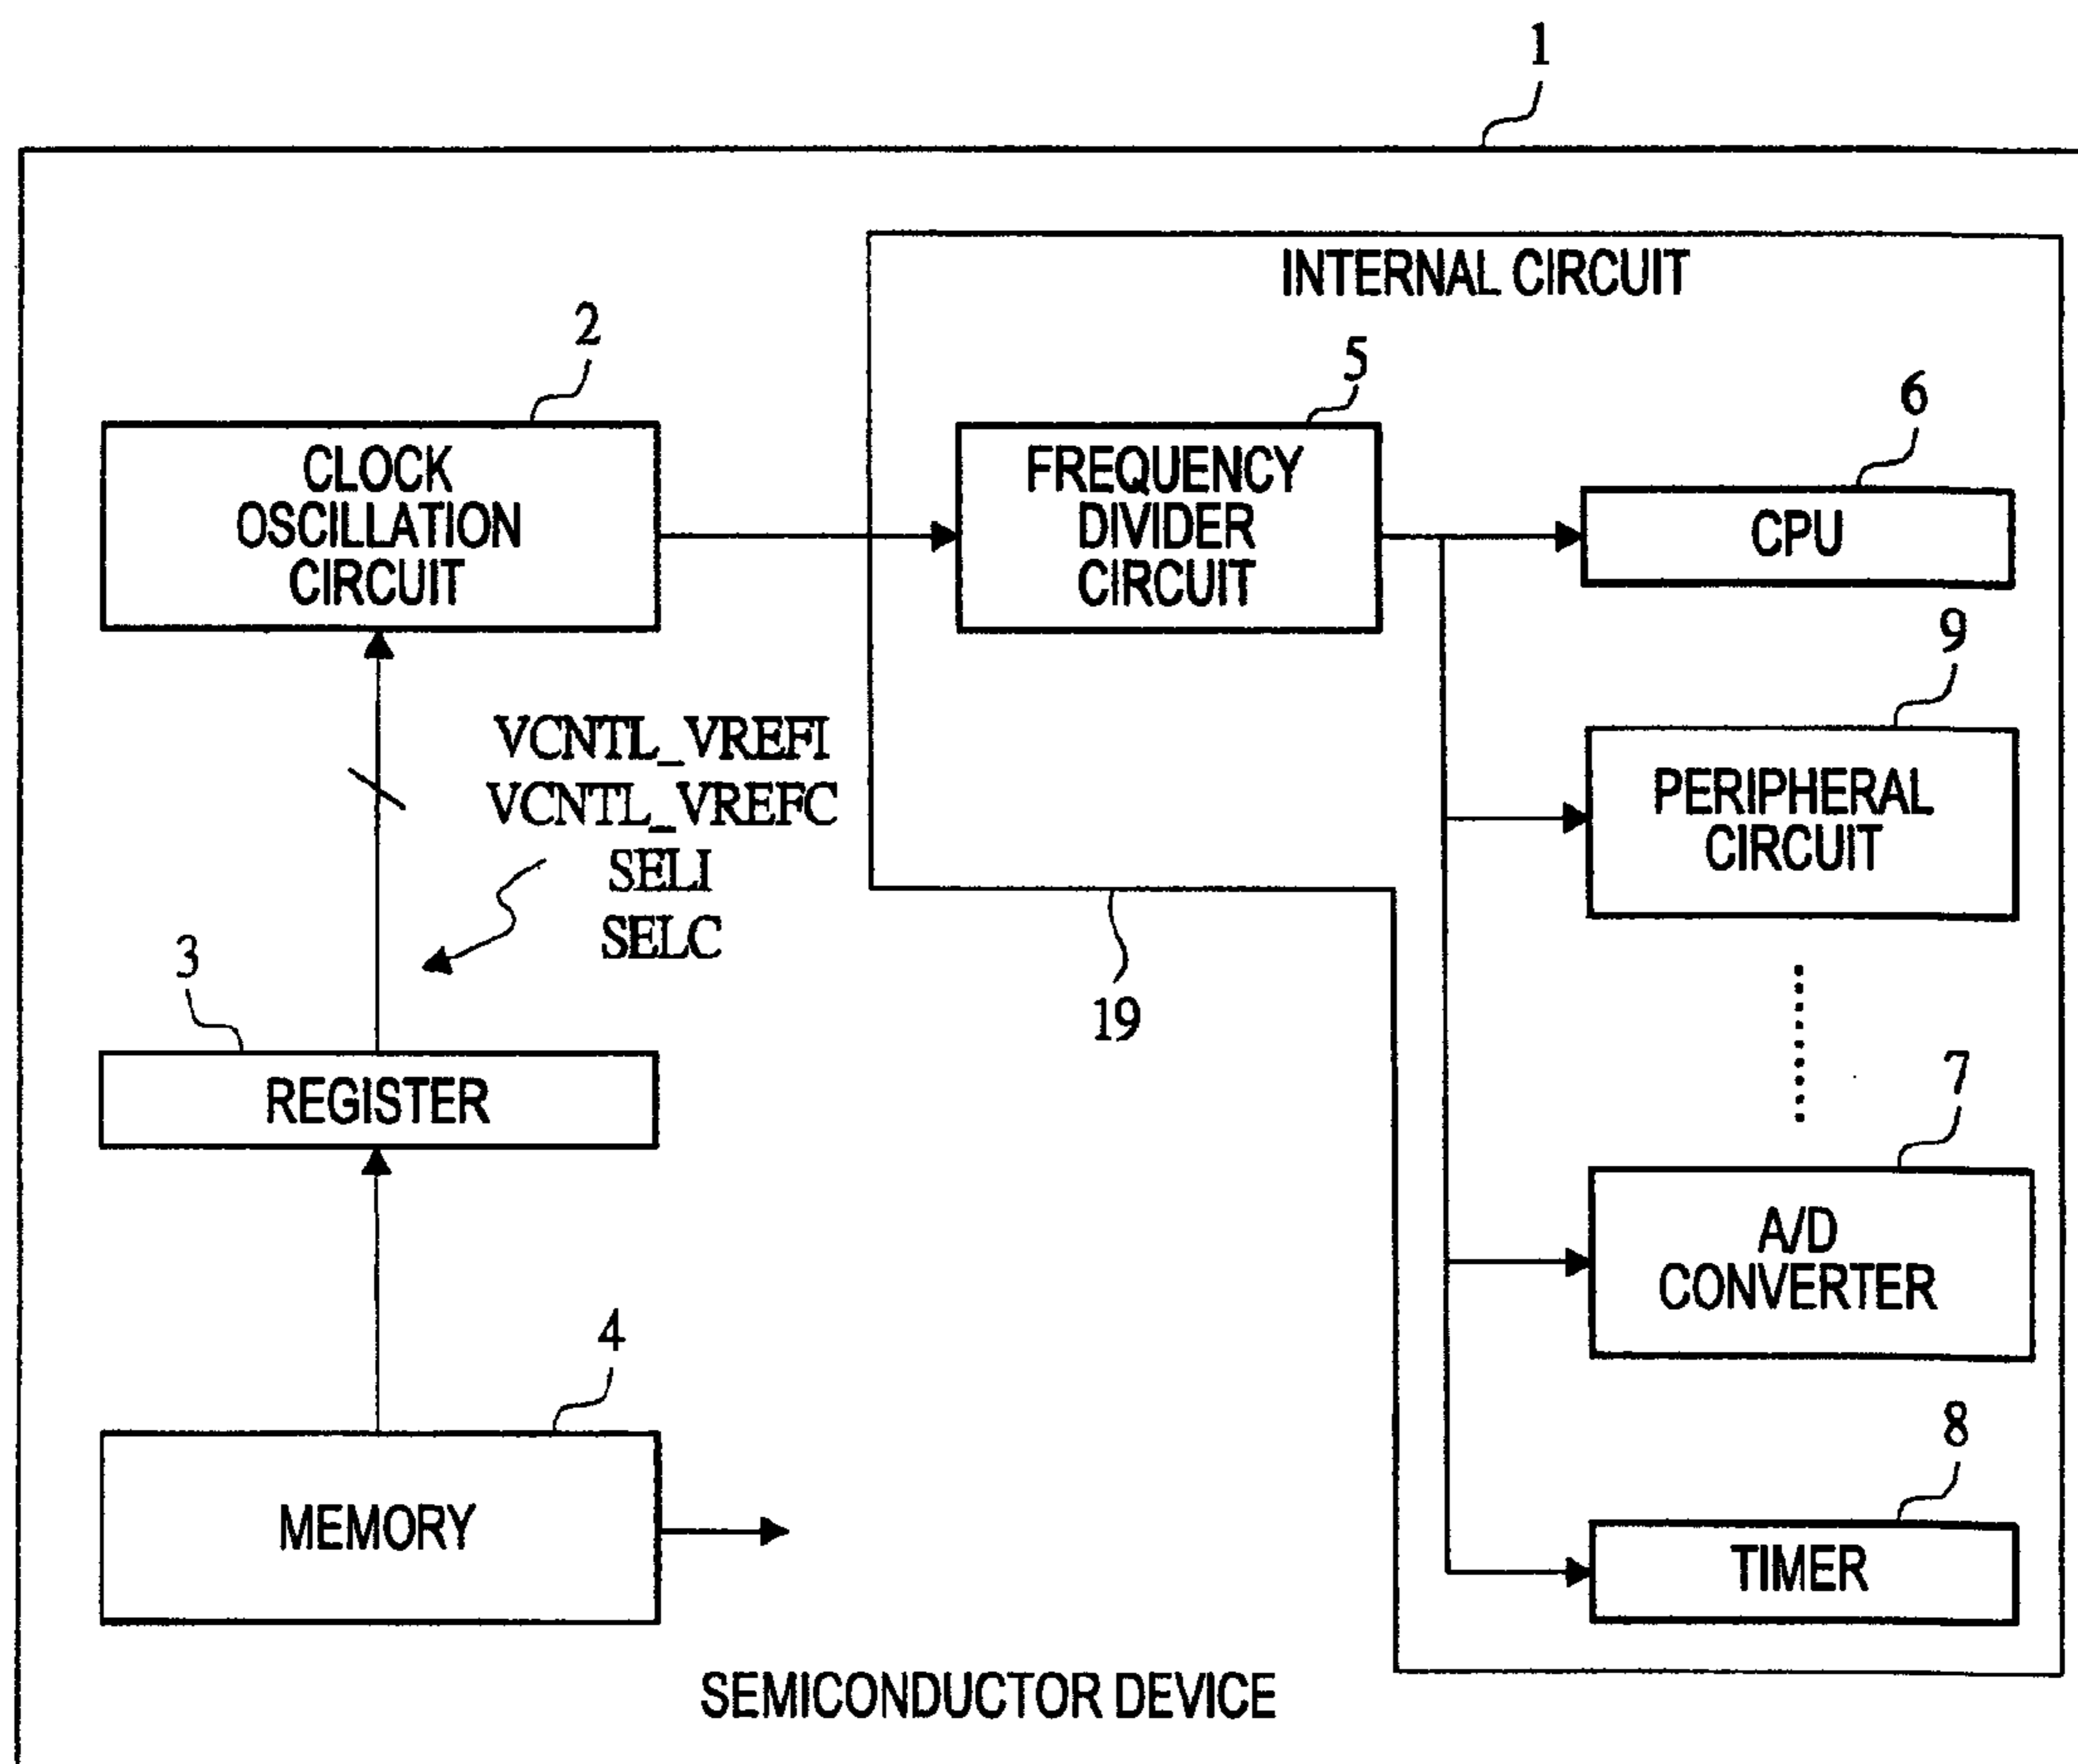 1
INTERNAL CIRCUIT
2
CLOCK
OSCILLATION
CIRCUIT
5
FREQUENCY
DIVIDER
CIRCUIT
6
CPU
9
PERIPHERAL
CIRCUIT
VCNTL_VREFI
VCNTL_VREFC
SELI
SELC
19
3
REGISTER
7
A/D
CONVERTER
4
MEMORY
8
TIMER
SEMICONDUCTOR DEVICE